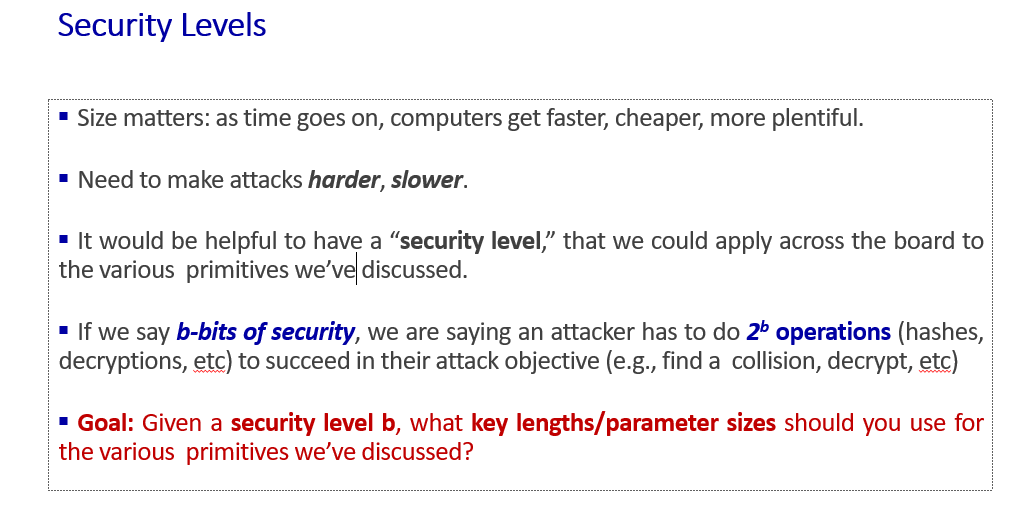 Security Levels
▪ Size matters: as time goes on, computers get faster, cheaper, more plentiful.
▪ Need to make attacks harder, slower.
▪ It would be helpful to have a “security level,” that we could apply across the board to
the various primitives we’ve discussed.
▪ If we say b-bits of security, we are saying an attacker has to do 2ᵇ operations (hashes,
decryptions, etc) to succeed in their attack objective (e.g., find a collision, decrypt, etc)
▪ Goal: Given a security level b, what key lengths/parameter sizes should you use for
the various primitives we’ve discussed?